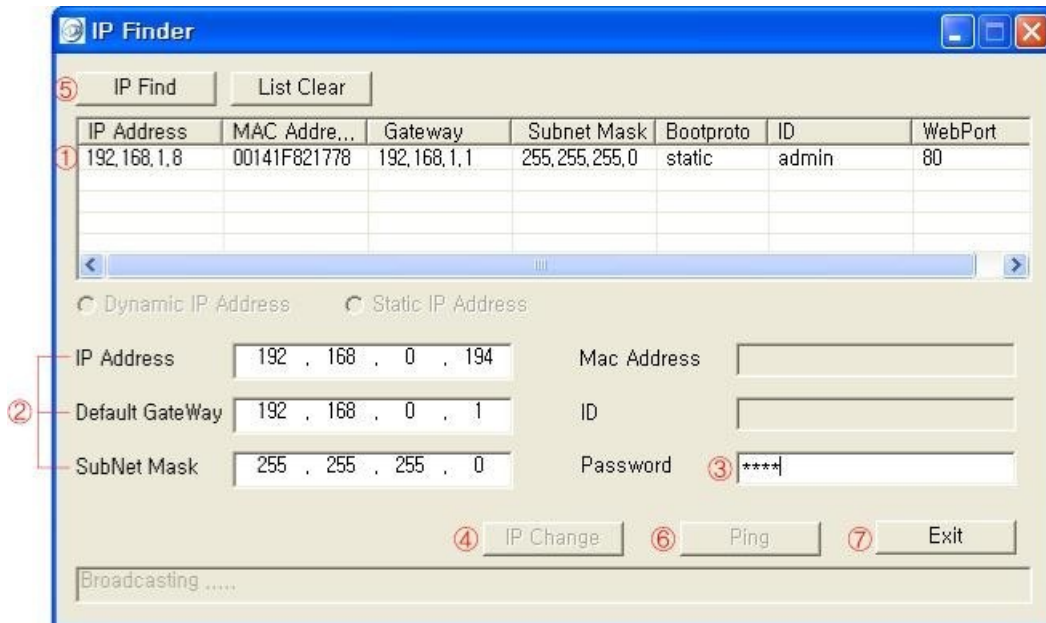 IP Finder
⑤ IP Find List Clear
IP Address MAC Addre... Gateway Subnet Mask Bootproto ID WebPort
① 192,168,1,8 00141F821778 192,168,1,1 255,255,255,0 static admin 80
Dynamic IP Address Static IP Address
IP Address 192 . 168 . 0 . 194 Mac Address
② Default GateWay 192 . 168 . 0 . 1 ID
SubNet Mask 255 . 255 . 255 . 0 Password ③ ****
④ IP Change ⑥ Ping ⑦ Exit
Broadcasting .....